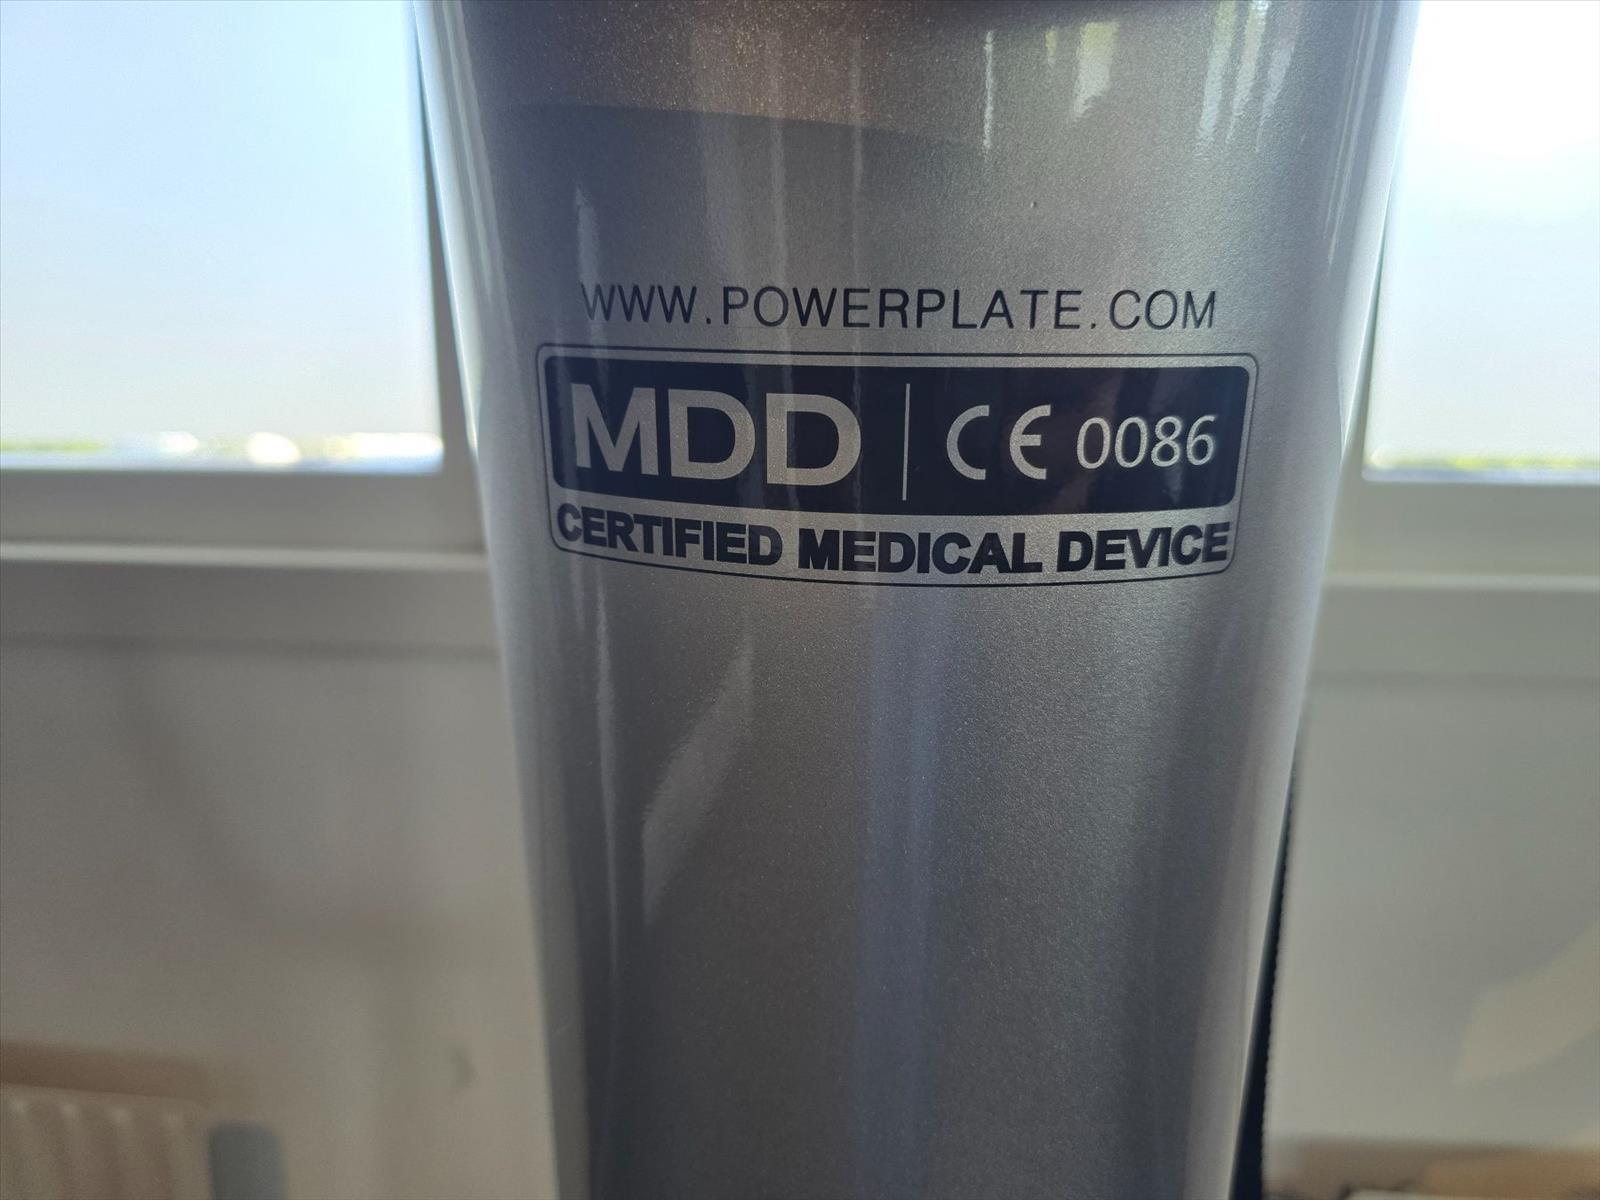 WWW.POWERPLATE.COM
MDD | CE 0086
CERTIFIED MEDICAL DEVICE